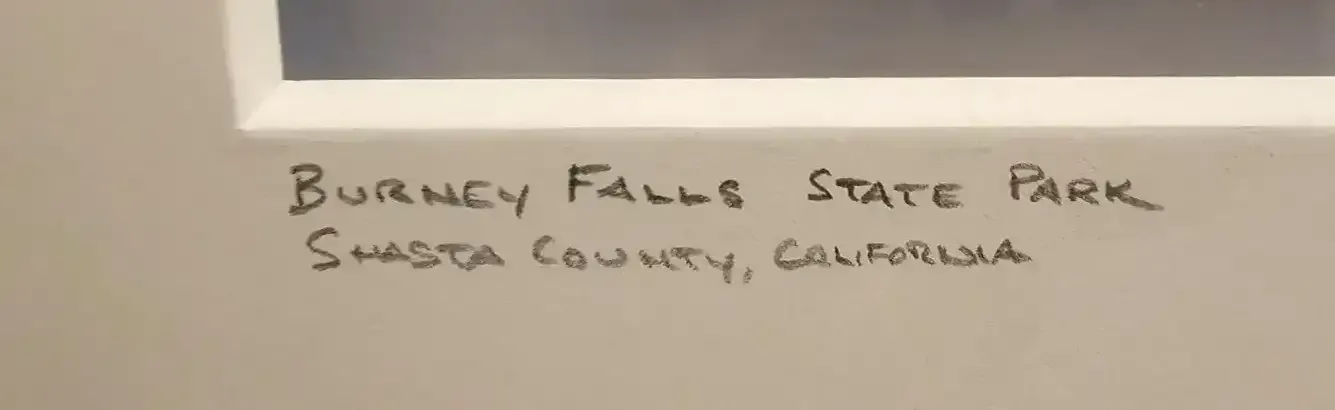 BURNEY FALLS STATE PARK
SHASTA COUNTY, CALIFORNIA